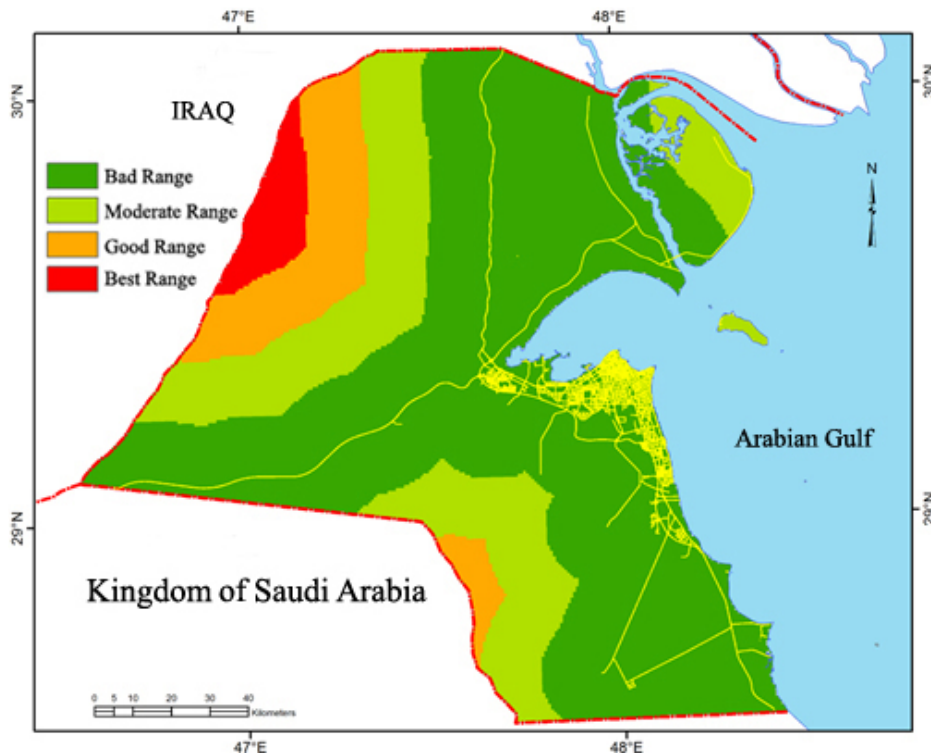 47°E
48°E
30°N
30°N
IRAQ
N
Bad Range
Moderate Range
Good Range
Best Range
Arabian Gulf
29°N
29°N
Kingdom of Saudi Arabia
0 5 10 20 30 40
Kilometers
47°E
48°E